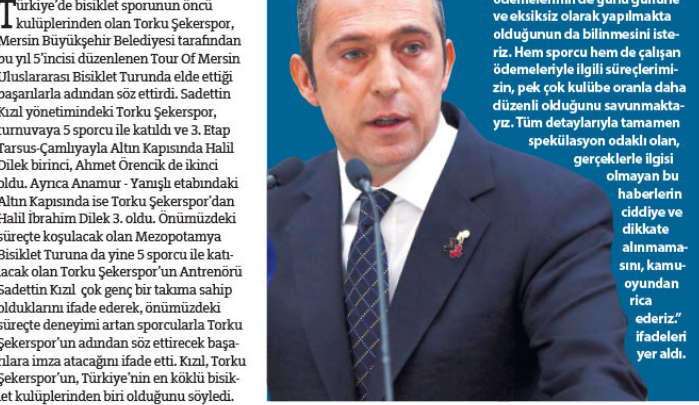 Türkiye'de bisiklet sporunun öncü
kulüplerinden olan Torku Şekerspor,
Mersin Büyükşehir Belediyesi tarafından
bu yıl 5'incisi düzenlenen Tour Of Mersin
Uluslararası Bisiklet Turunda elde ettiği
başarılarla adından söz ettirdi. Sadettin
Kızıl yönetimindeki Torku Şekerspor,
turnuvaya 5 sporcu ile katıldı ve 3. Etap
Tarsus-Çamlıyayla Altın Kapısında Halil
Dilek birinci, Ahmet Örencik de ikinci
oldu. Ayrıca Anamur - Yanışlı etabındaki
Altın Kapısında ise Torku Şekerspor'dan
Halil İbrahim Dilek 3. oldu. Önümüzdeki
süreçte koşulacak olan Mezopotamya
Bisiklet Turuna da yine 5 sporcu ile katı-
lacak olan Torku Şekerspor'un Antrenörü
Sadettin Kızıl çok genç bir takıma sahip
olduklarını ifade ederek, önümüzdeki
süreçte deneyimi artan sporcularla Torku
Şekerspor'un adından söz ettirecek başa-
rılara imza atacağını ifade etti. Kızıl, Torku
Şekerspor'un, Türkiye'nin en köklü bisik-
let kulüplerinden biri olduğunu söyledi.
ödemelerinin de günü gününe
ve eksiksiz olarak yapılmakta
olduğunun da bilinmesini iste-
riz. Hem sporcu hem de çalışan
ödemeleriyle ilgili süreçlerimi-
zin, pek çok kulübe oranla daha
düzenli olduğunu savunmakta-
yız. Tüm detaylarıyla tamamen
spekülasyon odaklı olan,
gerçeklerle ilgisi
olmayan bu
haberlerin
ciddiye ve
dikkate
alınmama-
sını, kamu-
oyundan
rica
ederiz."
ifadeleri
yer aldı.